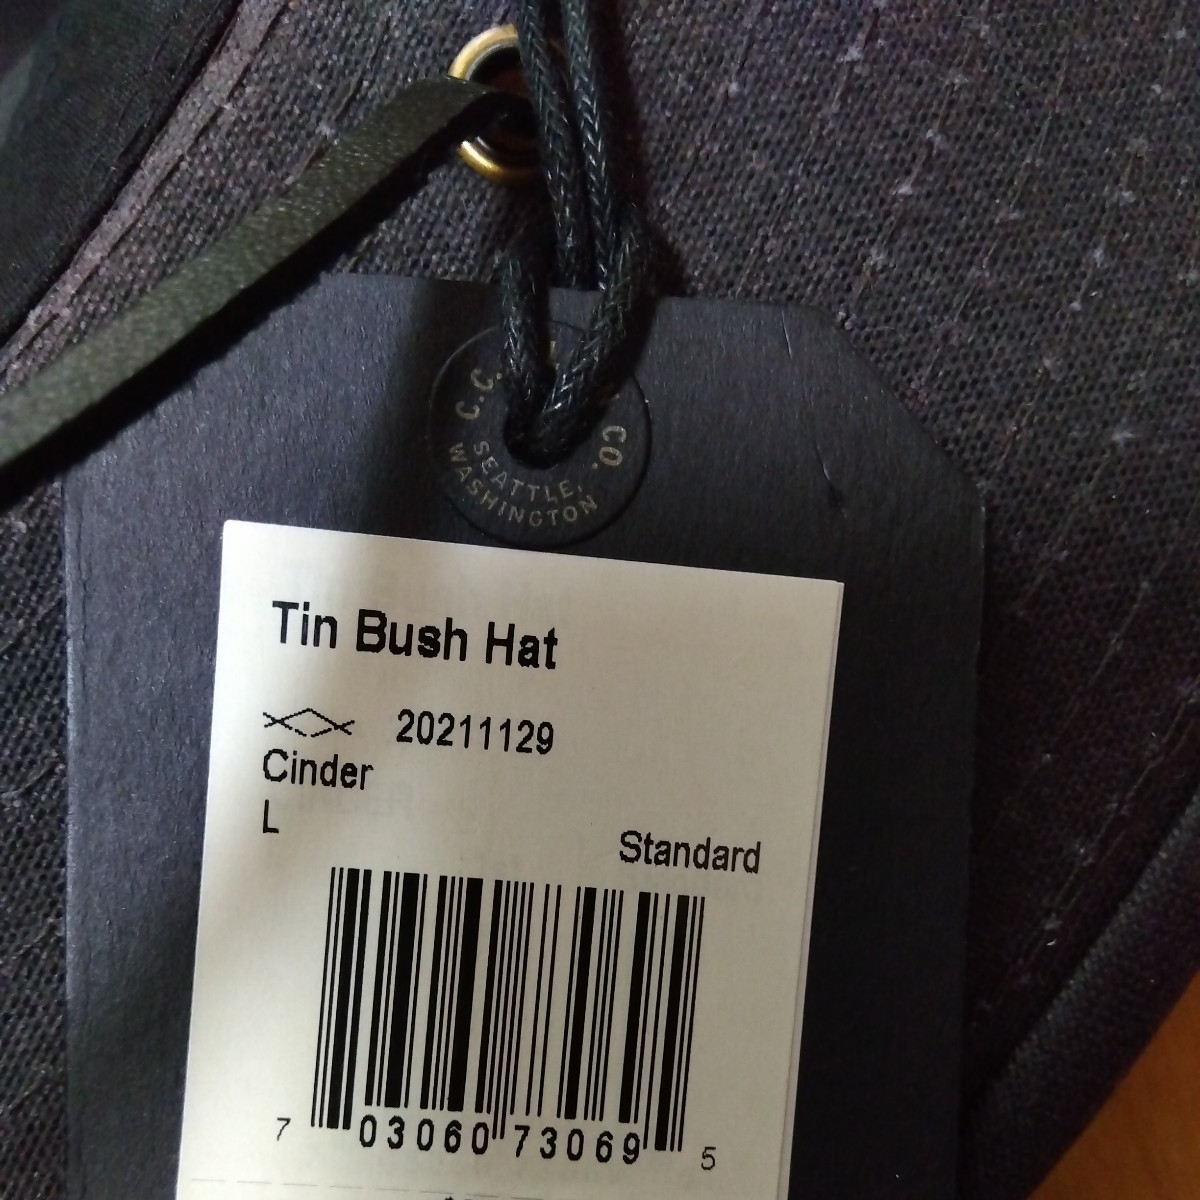 C.C. CO.
SEATTLE,
WASHINGTON
Tin Bush Hat
20211129
Cinder
L
Standard
7 03060 73069 5